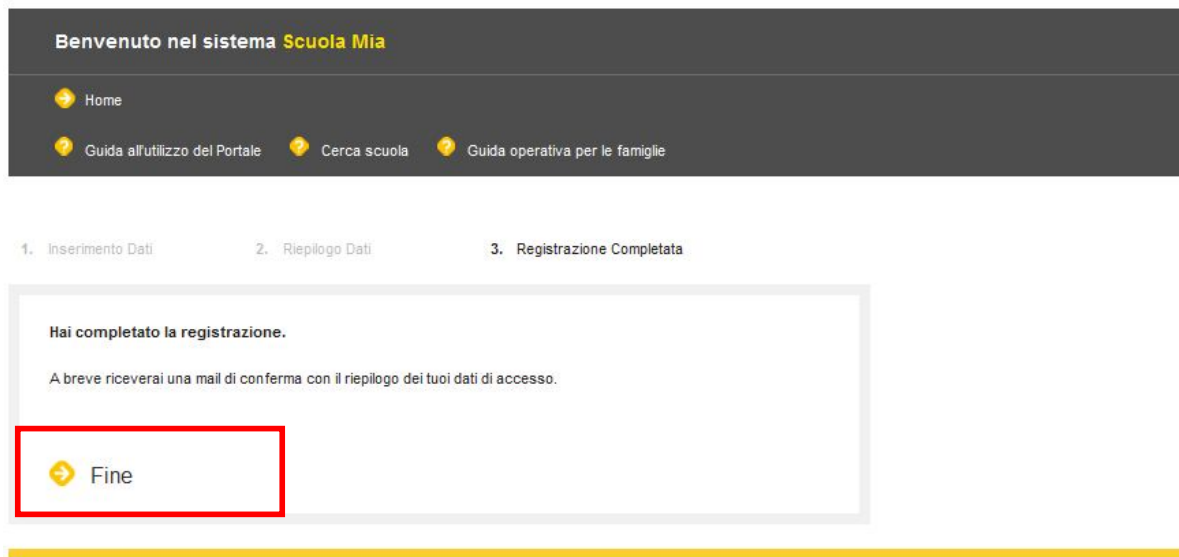 Benvenuto nel sistema Scuola Mia
Home
Guida all'utilizzo del Portale Cerca scuola Guida operativa per le famiglie
1. Inserimento Dati 2. Riepilogo Dati 3. Registrazione Completata
Hai completato la registrazione.
A breve riceverai una mail di conferma con il riepilogo dei tuoi dati di accesso.
Fine